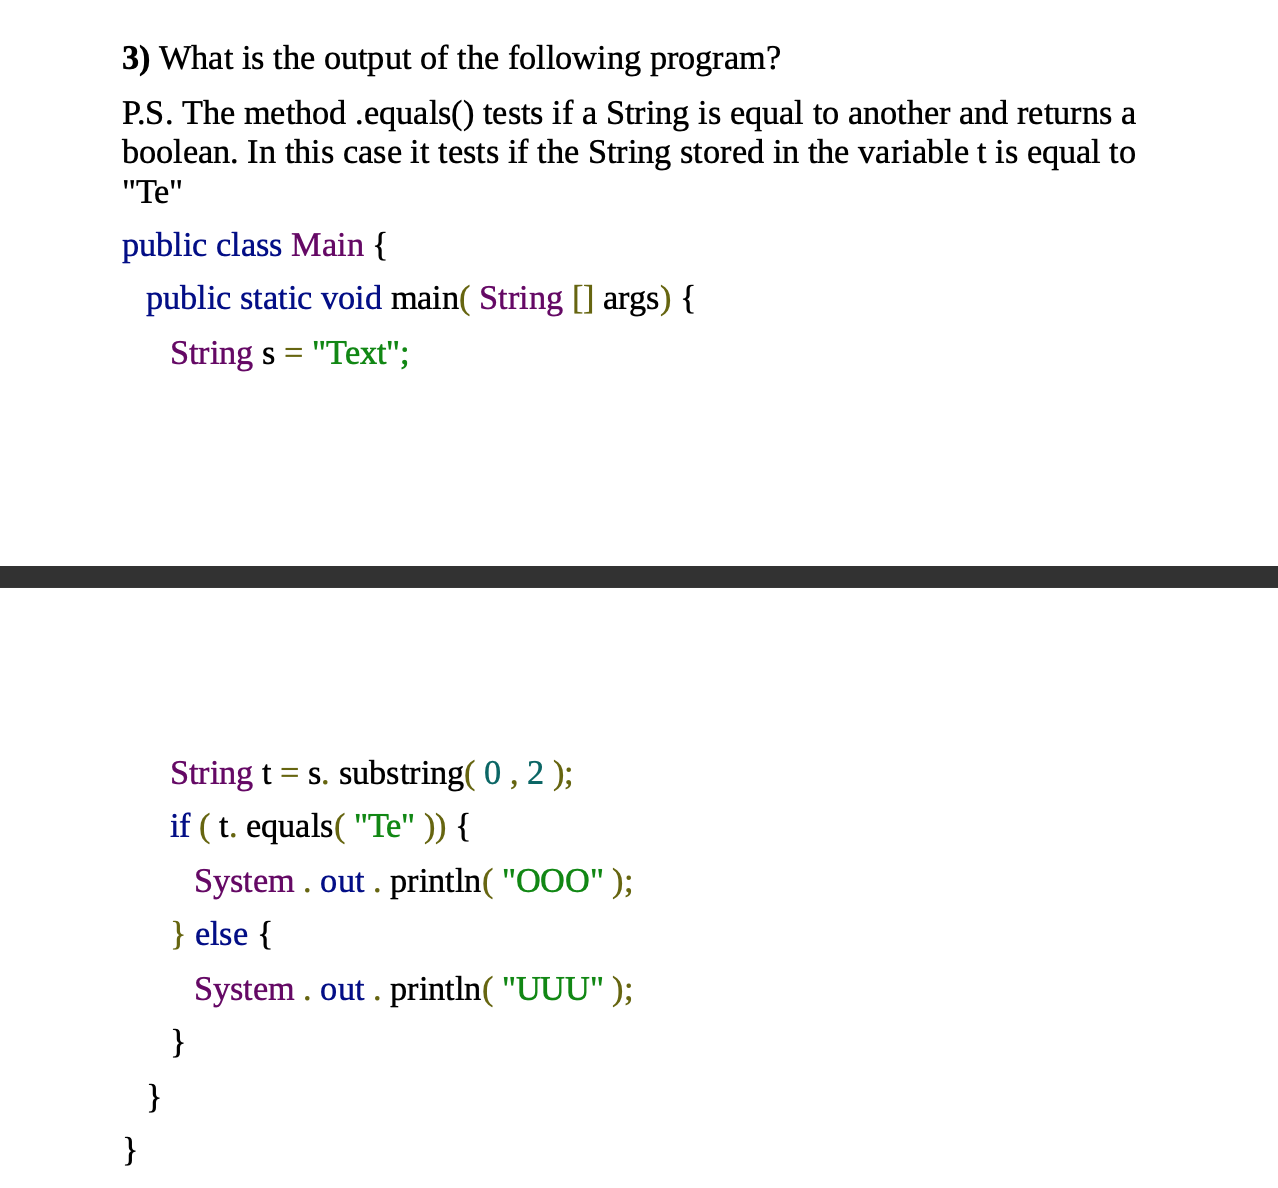 3) What is the output of the following program?
P.S. The method .equals() tests if a String is equal to another and returns a
boolean. In this case it tests if the String stored in the variable t is equal to
"Te"
public class Main {
public static void main( String [] args) {
String s = "Text";
String t = s. substring( 0 , 2 );
if ( t. equals( "Te" )) {
System . out . println( "OOO" );
} else {
System . out . println( "UUU" );
}
}
}